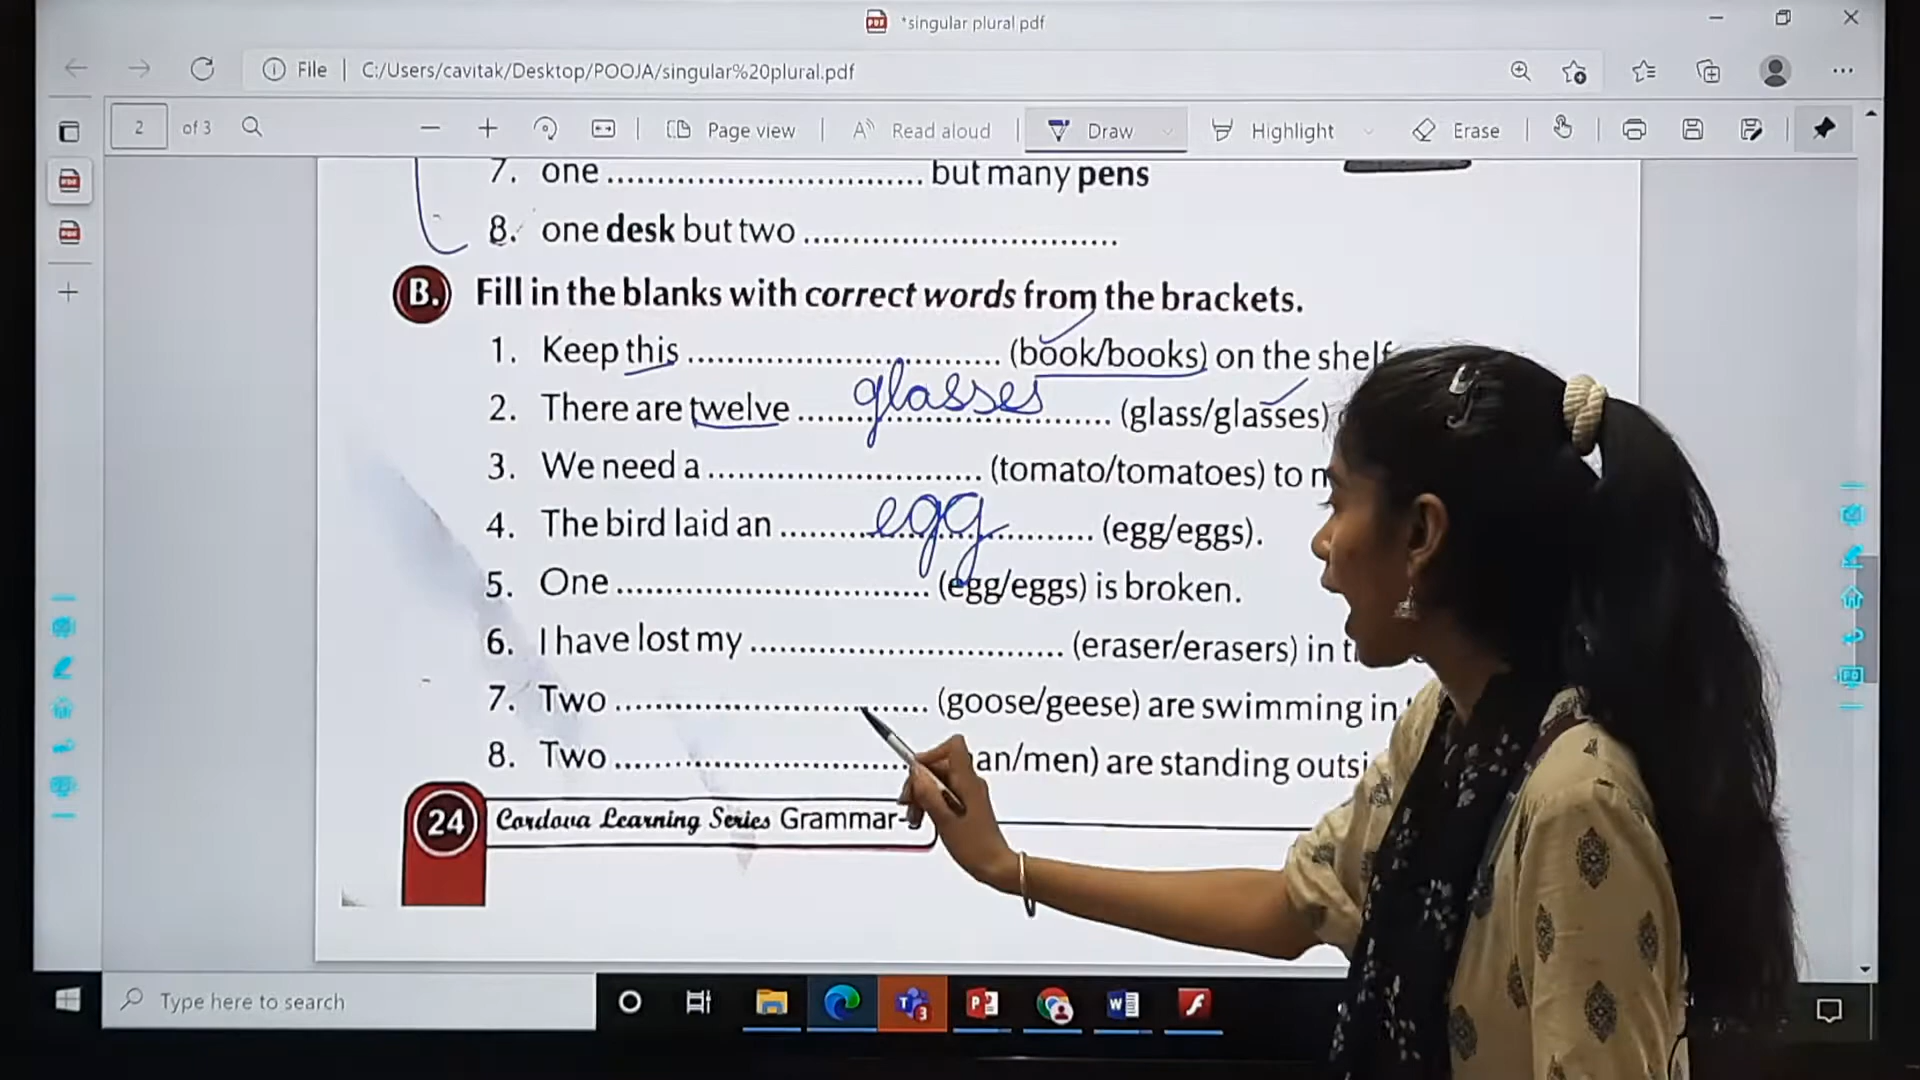 *singular plural.pdf
File | C:/Users/cavitak/Desktop/POOJA/singular%20plural.pdf
2 of 3 Page view Read aloud Draw Highlight Erase
7. one .............................. but many pens
8. one desk but two ..............................
B. Fill in the blanks with correct words from the brackets.
1. Keep this .............................. (book/books) on the shelf
glasses
2. There are twelve .............................. (glass/glasses)
3. We need a .............................. (tomato/tomatoes) to
egg
4. The bird laid an .............................. (egg/eggs).
5. One .............................. (egg/eggs) is broken.
6. I have lost my .............................. (eraser/erasers) in
7. Two .............................. (goose/geese) are swimming in
8. Two .............................. an/men) are standing outsi
24 Cordova Learning Series Grammar-
Type here to search